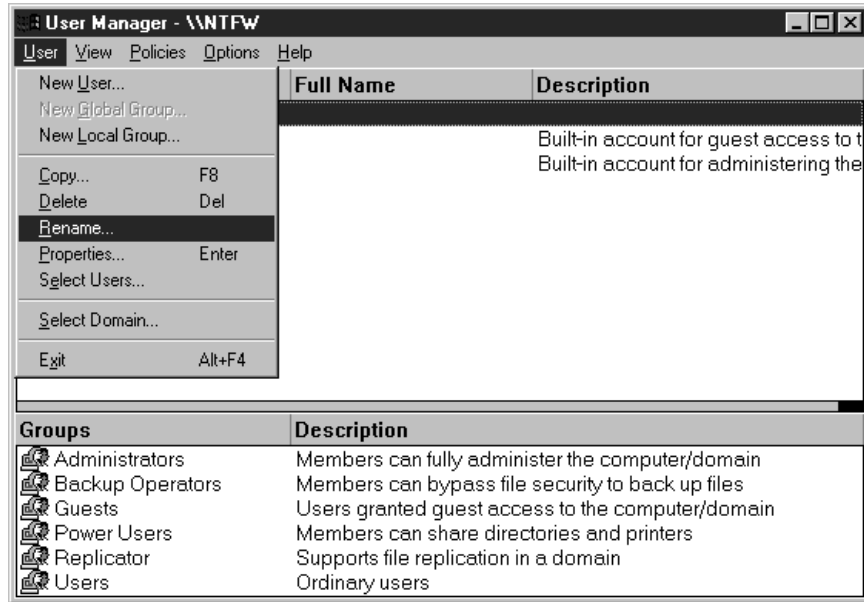 User Manager - \\NTFW
User View Policies Options Help
New User...
New Global Group...
New Local Group...
Copy... F8
Delete Del
Rename...
Properties... Enter
Select Users...
Select Domain...
Exit Alt+F4
Full Name Description
Built-in account for guest access to t
Built-in account for administering the
Groups Description
Administrators Members can fully administer the computer/domain
Backup Operators Members can bypass file security to back up files
Guests Users granted guest access to the computer/domain
Power Users Members can share directories and printers
Replicator Supports file replication in a domain
Users Ordinary users